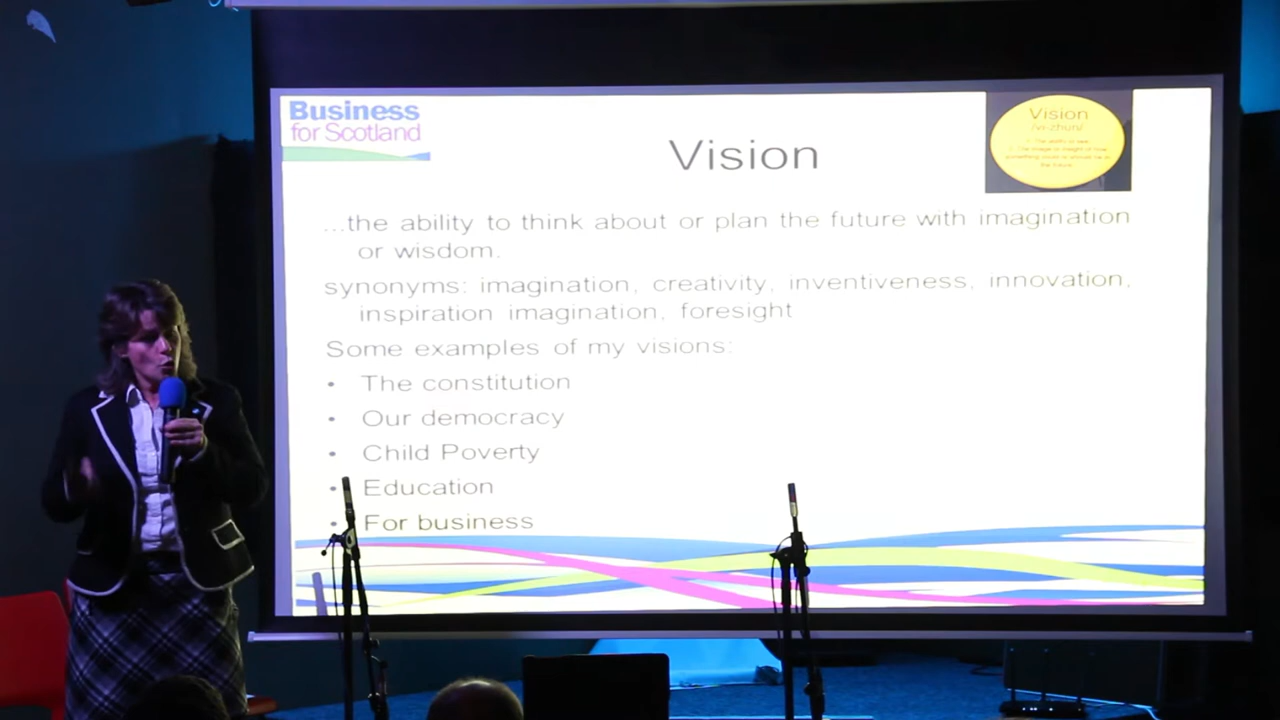 Business
for Scotland
Vision
Vision
/vi-zhun/
...the ability to think about or plan the future with imagination
or wisdom.
synonyms: imagination, creativity, inventiveness, innovation,
inspiration imagination, foresight
Some examples of my visions:
• The constitution
• Our democracy
• Child Poverty
• Education
• For business